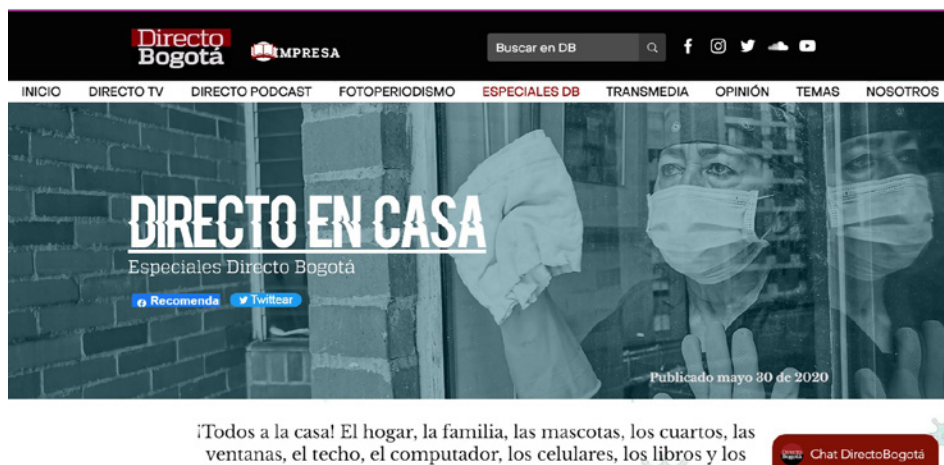 Directo
Bogotá
IMPRESA
Buscar en DB
INICIO DIRECTO TV DIRECTO PODCAST FOTOPERIODISMO ESPECIALES DB TRANSMEDIA OPINIÓN TEMAS NOSOTROS
DIRECTO EN CASA
Especiales Directo Bogotá
Recomenda Twittear
Publicado mayo 30 de 2020
¡Todos a la casa! El hogar, la familia, las mascotas, los cuartos, las
ventanas, el techo, el computador, los celulares, los libros y los
Chat DirectoBogotá